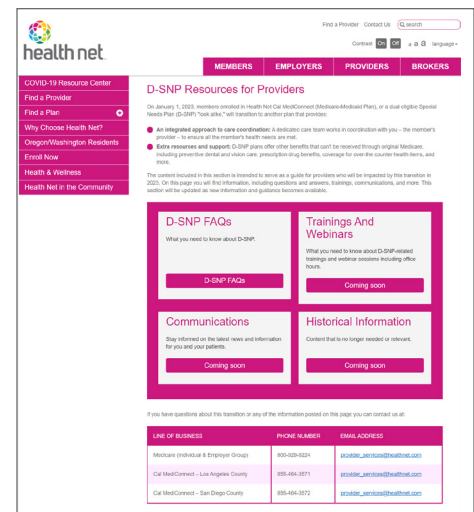 Find a Provider Contact Us search
Contrast On Off a a a language
health net
MEMBERS EMPLOYERS PROVIDERS BROKERS
COVID-19 Resource Center
Find a Provider
Find a Plan
Why Choose Health Net?
Oregon/Washington Residents
Enroll Now
Health & Wellness
Health Net in the Community
D-SNP Resources for Providers
On January 1, 2023, members enrolled in Health Net Cal MediConnect (Medicare-Medicaid Plan), or a dual eligible Special
Needs Plan (D-SNP) "look alike," will transition to another plan that provides:
An integrated approach to care coordination: A dedicated care team works in coordination with you – the member's
provider – to ensure all the member's health needs are met.
Extra resources and support: D-SNP plans offer other benefits that can't be received through original Medicare,
including preventive dental and vision care, prescription drug benefits, coverage for over-the-counter health items, and
more.
The content included in this section is intended to serve as a guide for providers who will be impacted by this transition in
2023. On this page you will find information, including questions and answers, trainings, communications, and more. This
section will be updated as new information and guidance becomes available.
D-SNP FAQs
What you need to know about D-SNP.
D-SNP FAQs
Trainings And
Webinars
What you need to know about D-SNP-related
trainings and webinar sessions including office
hours.
Coming soon
Communications
Stay informed on the latest news and information
for you and your patients.
Coming soon
Historical Information
Content that is no longer needed or relevant.
Coming soon
If you have questions about this transition or any of the information posted on this page you can contact us at:
LINE OF BUSINESS PHONE NUMBER EMAIL ADDRESS
Medicare (Individual & Employer Group) 800-929-9224 provider_services@healthnet.com
Cal MediConnect – Los Angeles County 855-464-3571 provider_services@healthnet.com
Cal MediConnect – San Diego County 855-464-3572 provider_services@healthnet.com